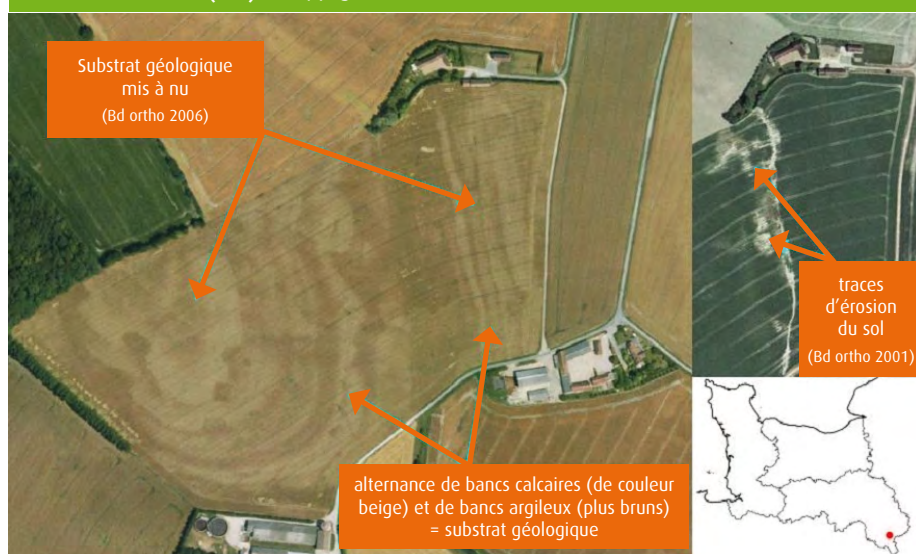 Substrat géologique
mis à nu
(Bd ortho 2006)
traces
d'érosion
du sol
(Bd ortho 2001)
alternance de bancs calcaires (de couleur
beige) et de bancs argileux (plus bruns)
= substrat géologique